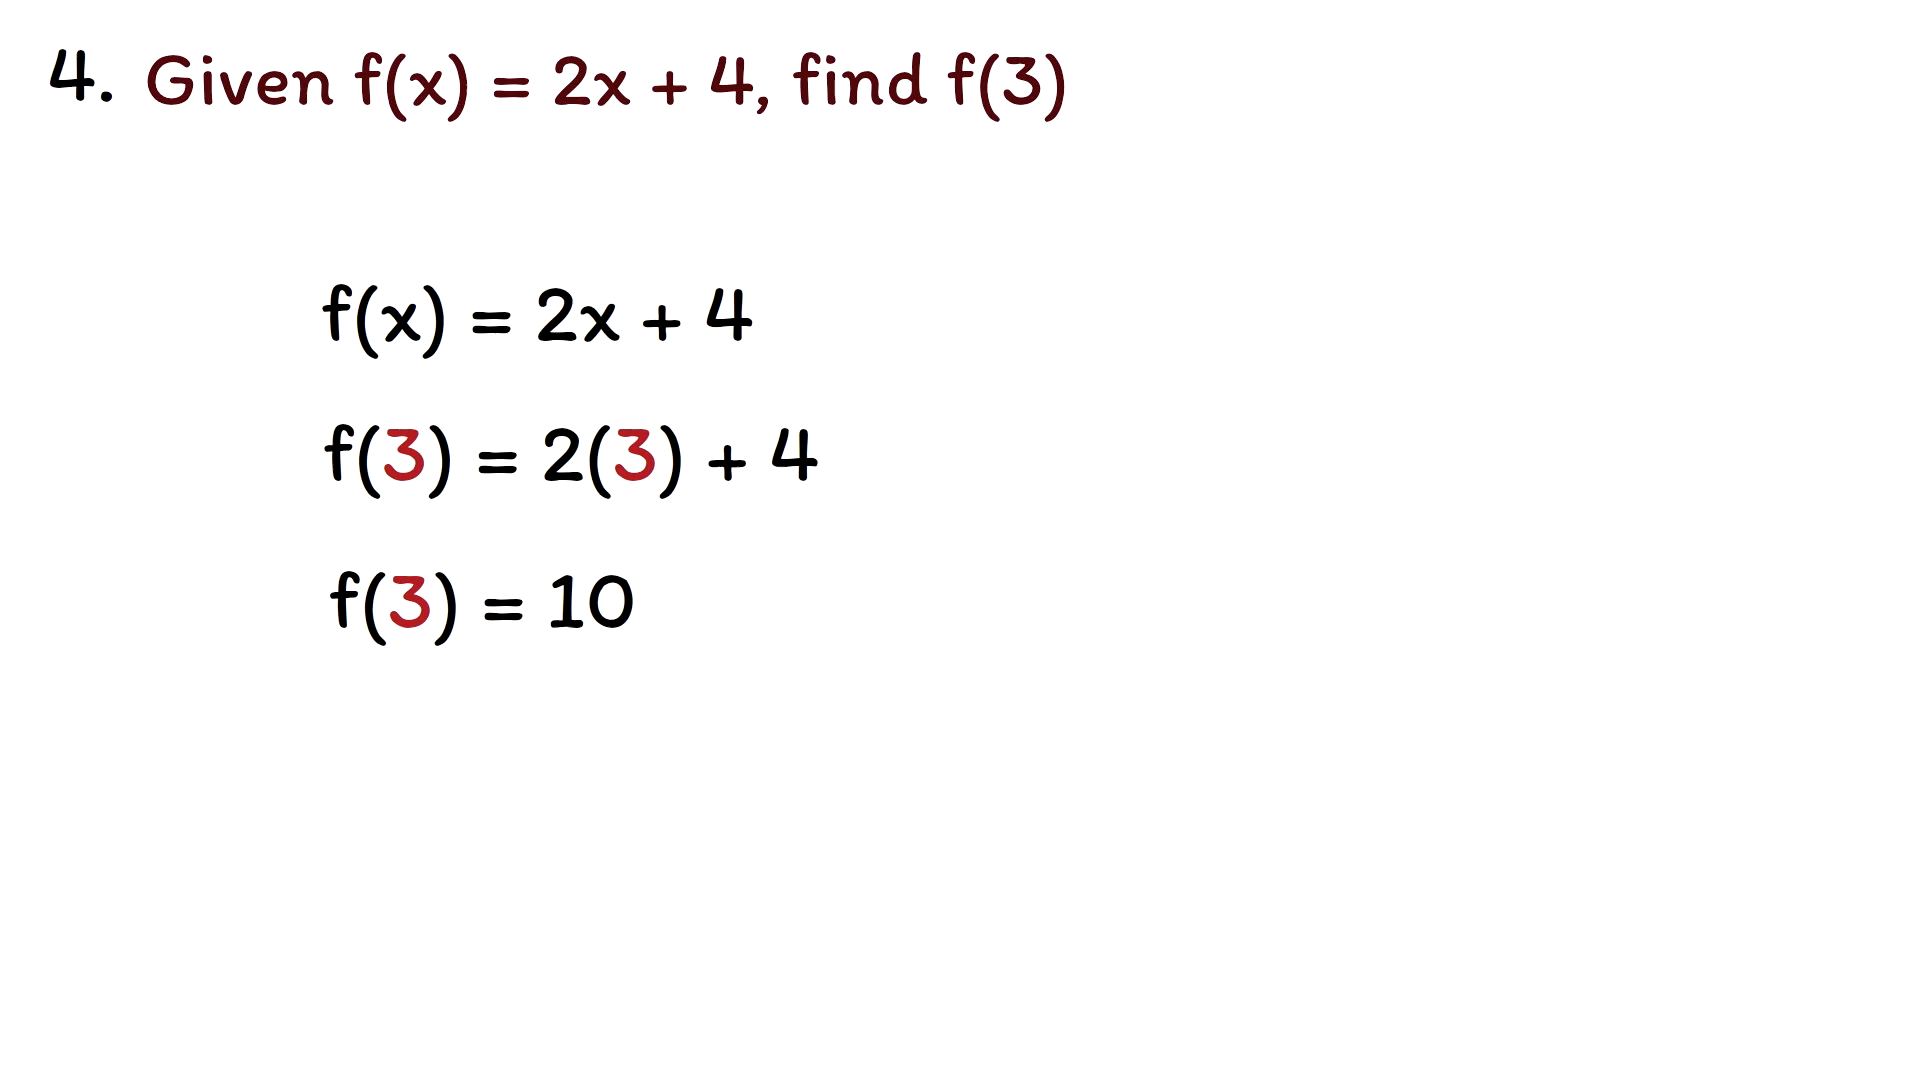 4. Given f(x) = 2x + 4, find f(3)
f(x) = 2x + 4
f(3) = 2(3) + 4
f(3) = 10